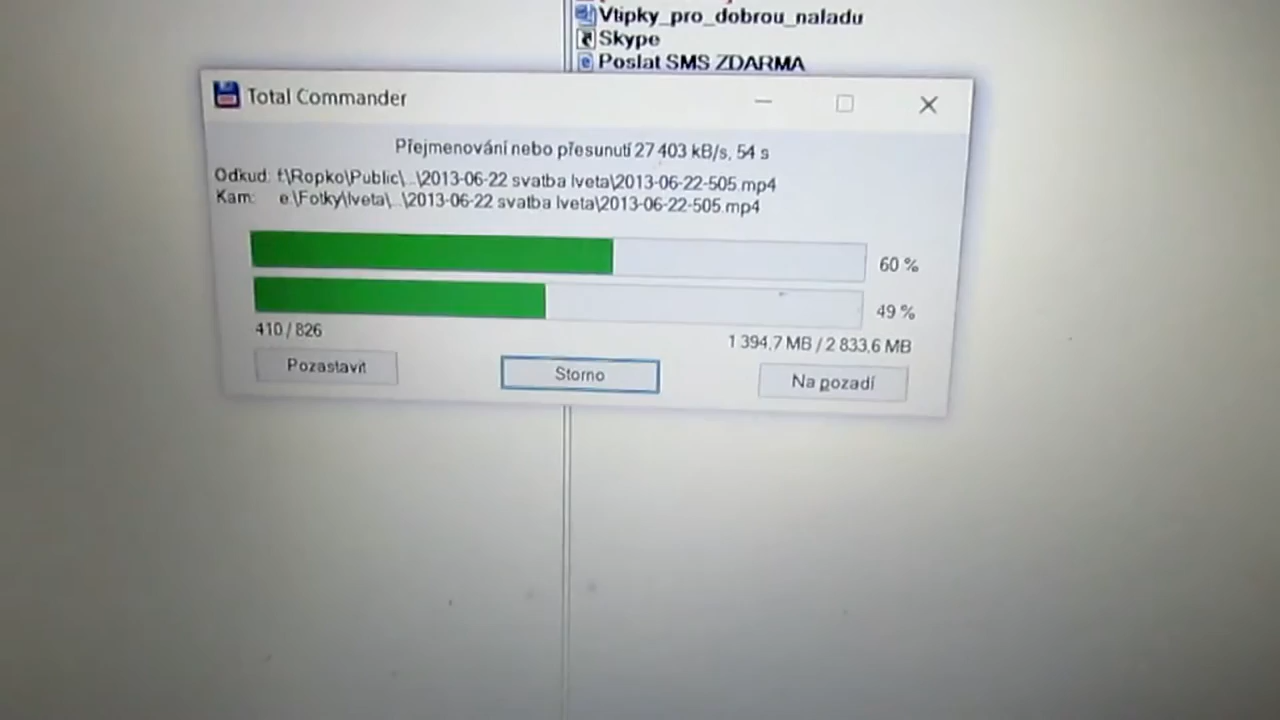 Vtipky_pro_dobrou_naladu
Skype
Poslat SMS ZDARMA
Total Commander
Přejmenování nebo přesunutí 27 403 kB/s, 54 s
Odkud: f:\Ropko\Public\...\2013-06-22 svatba Iveta\2013-06-22-505.mp4
Kam: e:\Fotky\Iveta\...\2013-06-22 svatba Iveta\2013-06-22-505.mp4
60 %
49 %
410 / 826
1 394,7 MB / 2 833,6 MB
Pozastavit
Storno
Na pozadí